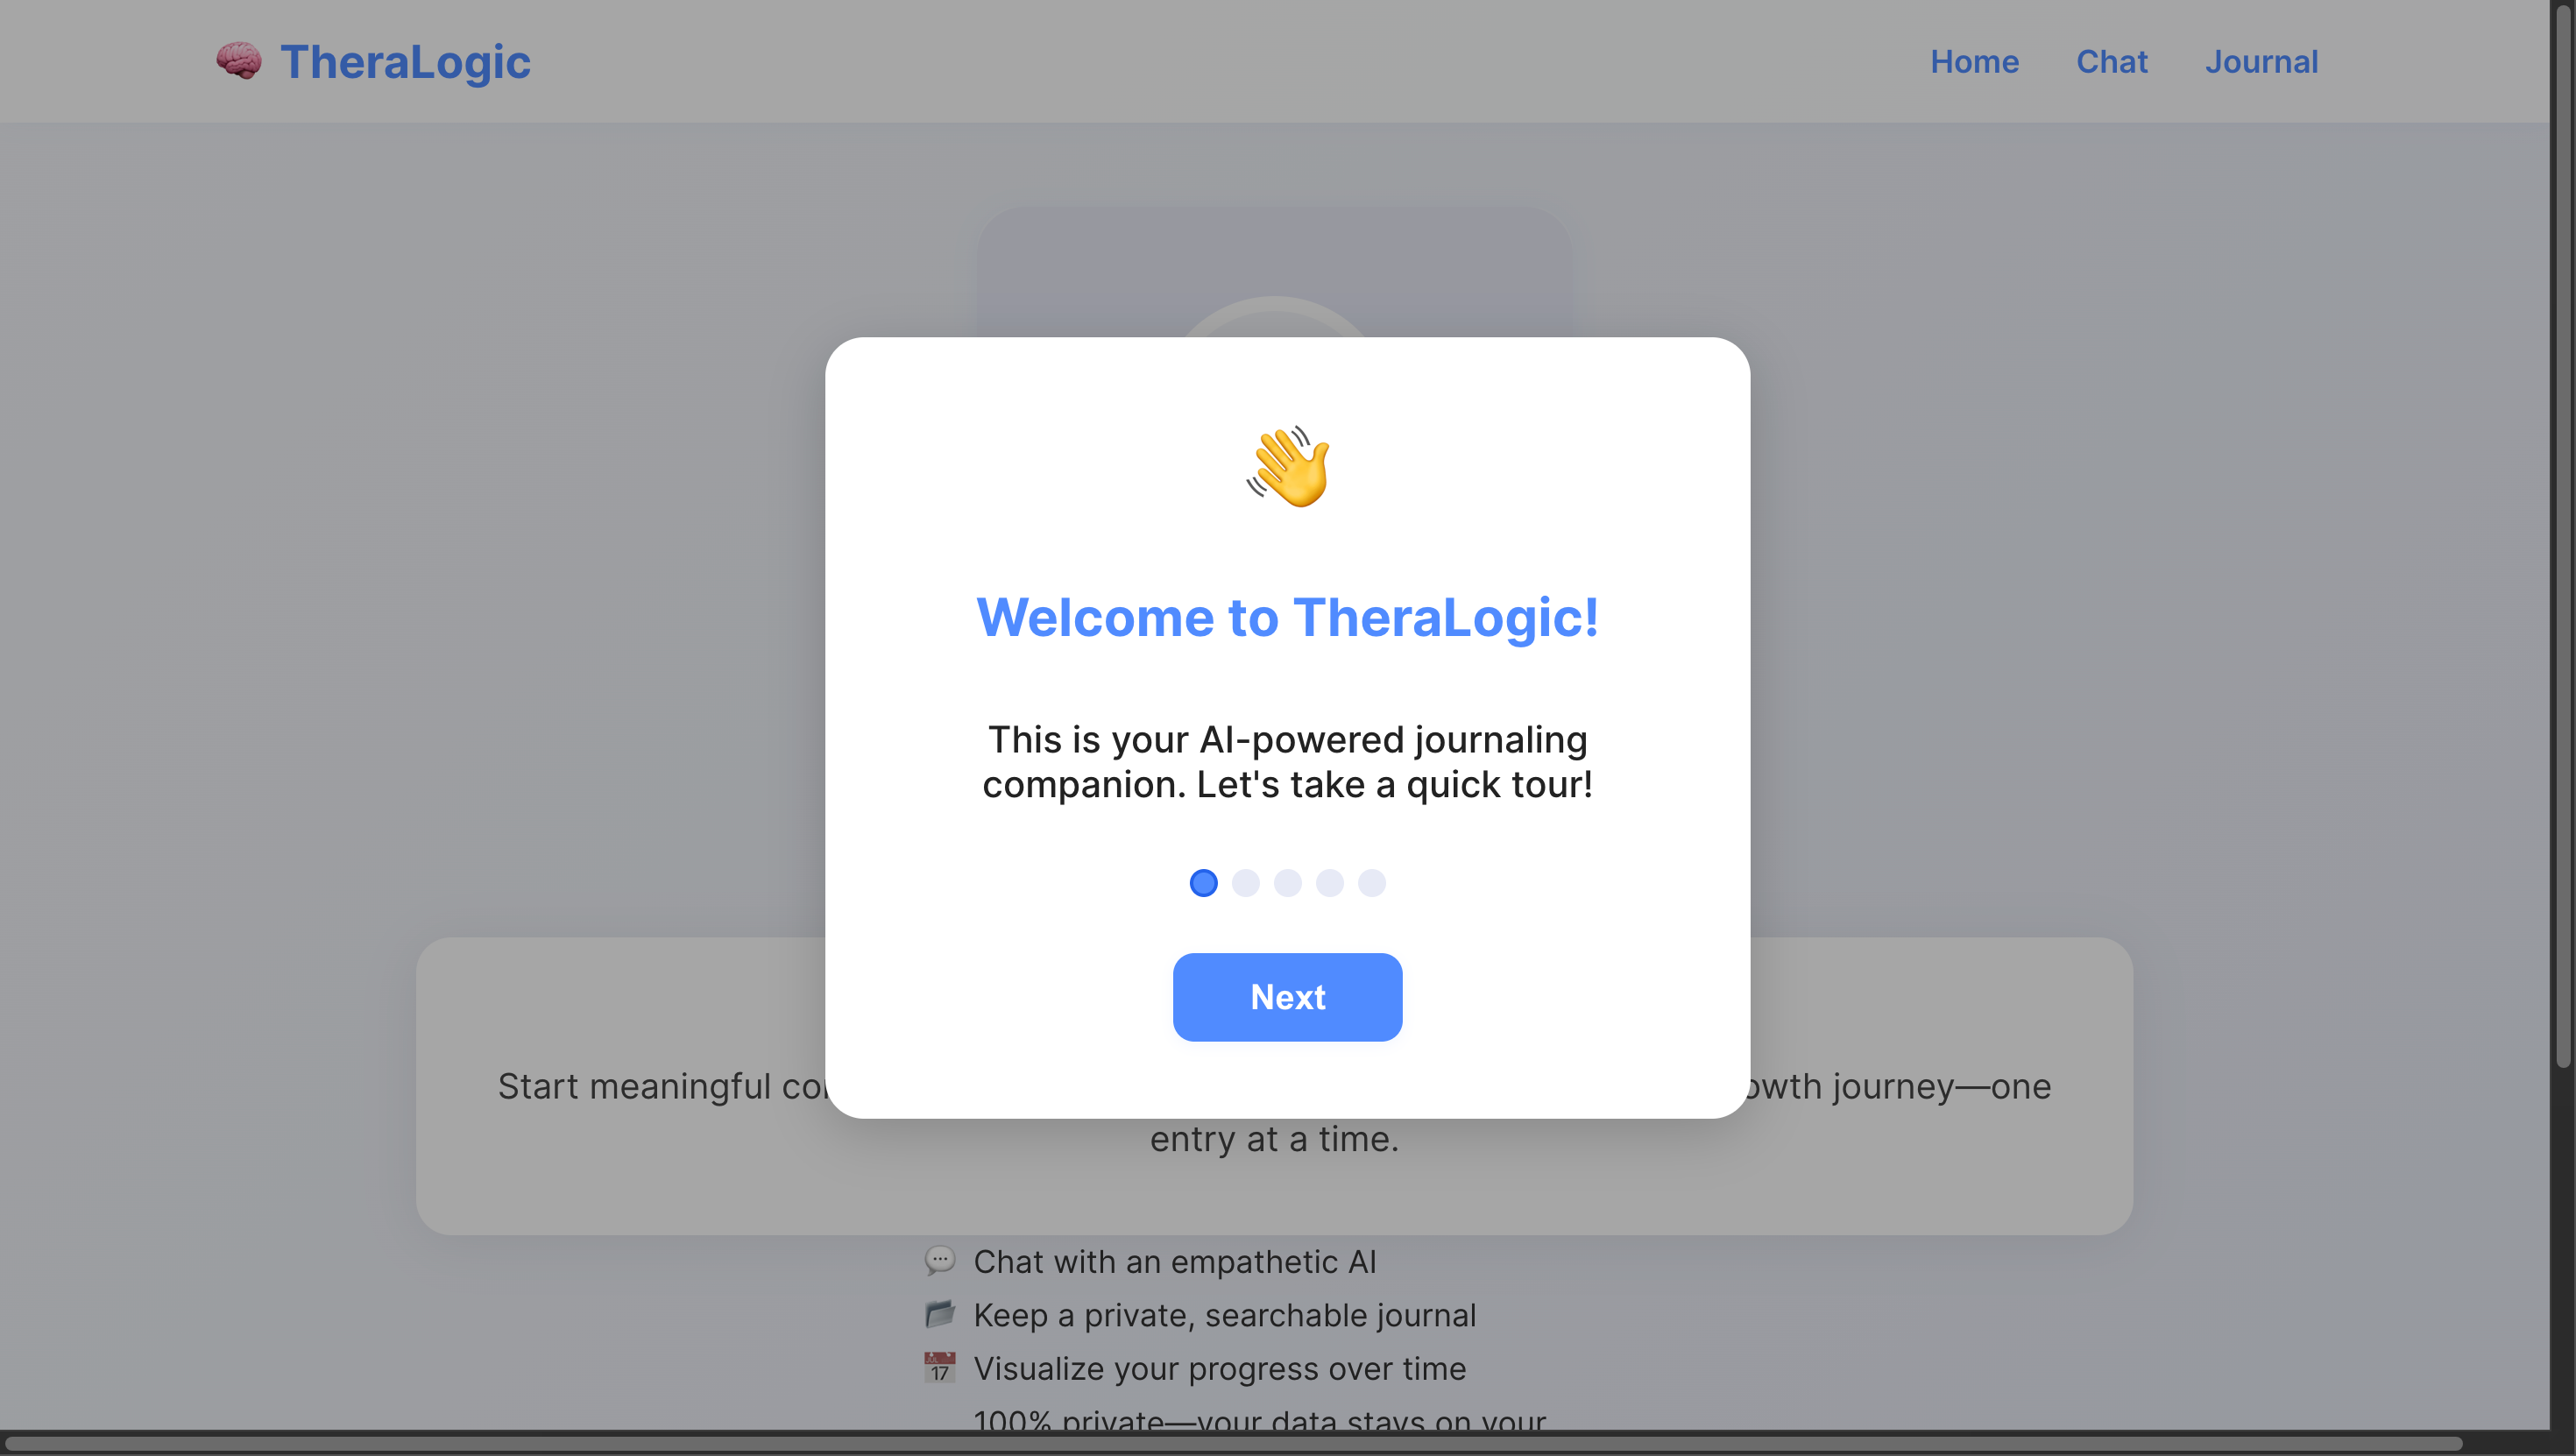 TheraLogic
Home Chat Journal
Welcome to TheraLogic!
This is your AI-powered journaling
companion. Let's take a quick tour!
Next
Start meaningful owth journey—one
entry at a time.
Chat with an empathetic AI
Keep a private, searchable journal
17 Visualize your progress over time
100% private—your data stays on your